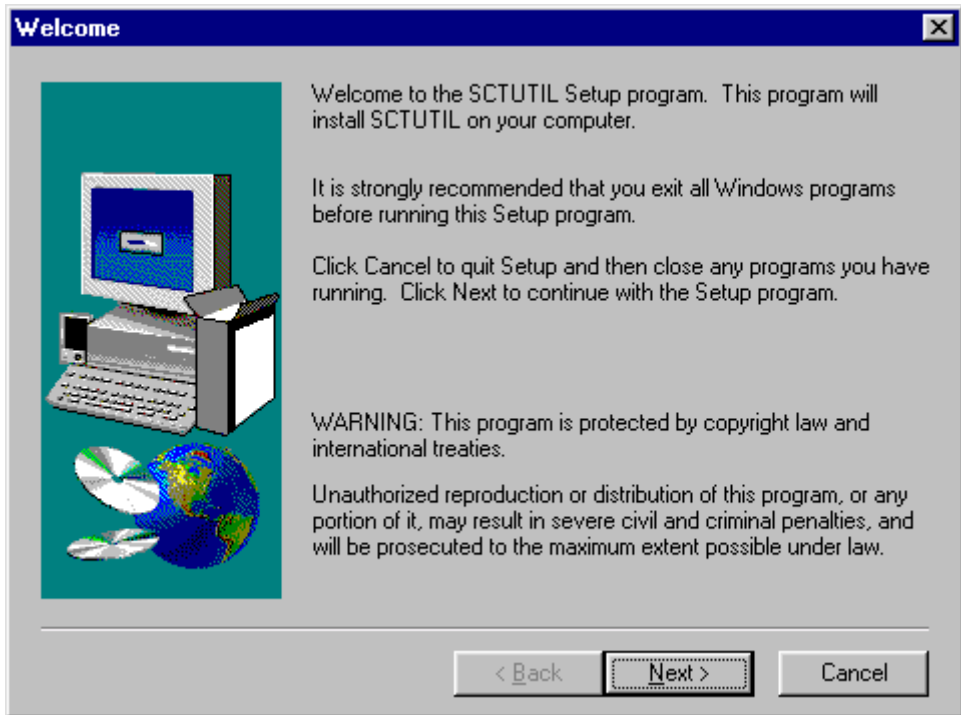 Welcome
Welcome to the SCTUTIL Setup program. This program will
install SCTUTIL on your computer.
It is strongly recommended that you exit all Windows programs
before running this Setup program.
Click Cancel to quit Setup and then close any programs you have
running. Click Next to continue with the Setup program.
WARNING: This program is protected by copyright law and
international treaties.
Unauthorized reproduction or distribution of this program, or any
portion of it, may result in severe civil and criminal penalties, and
will be prosecuted to the maximum extent possible under law.
< Back Next > Cancel